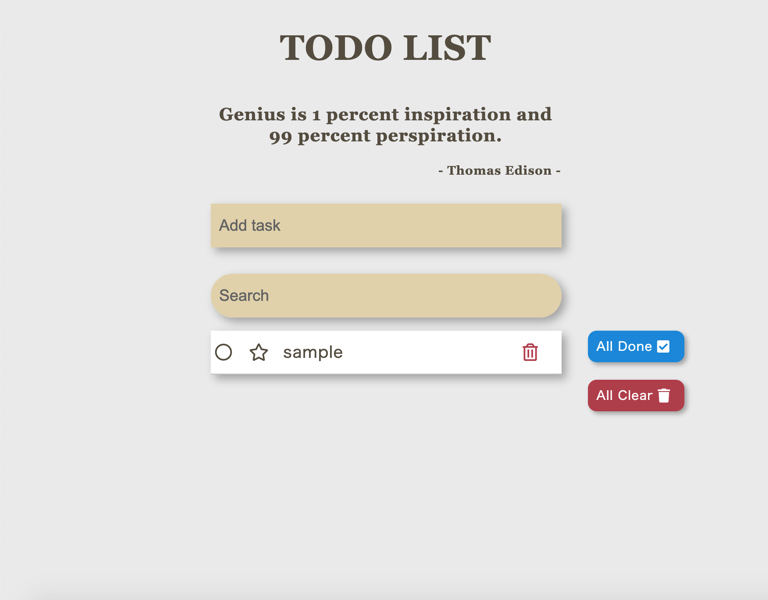 TODO LIST
Genius is 1 percent inspiration and
99 percent perspiration.
- Thomas Edison -
Add task
Search
sample
All Done
All Clear